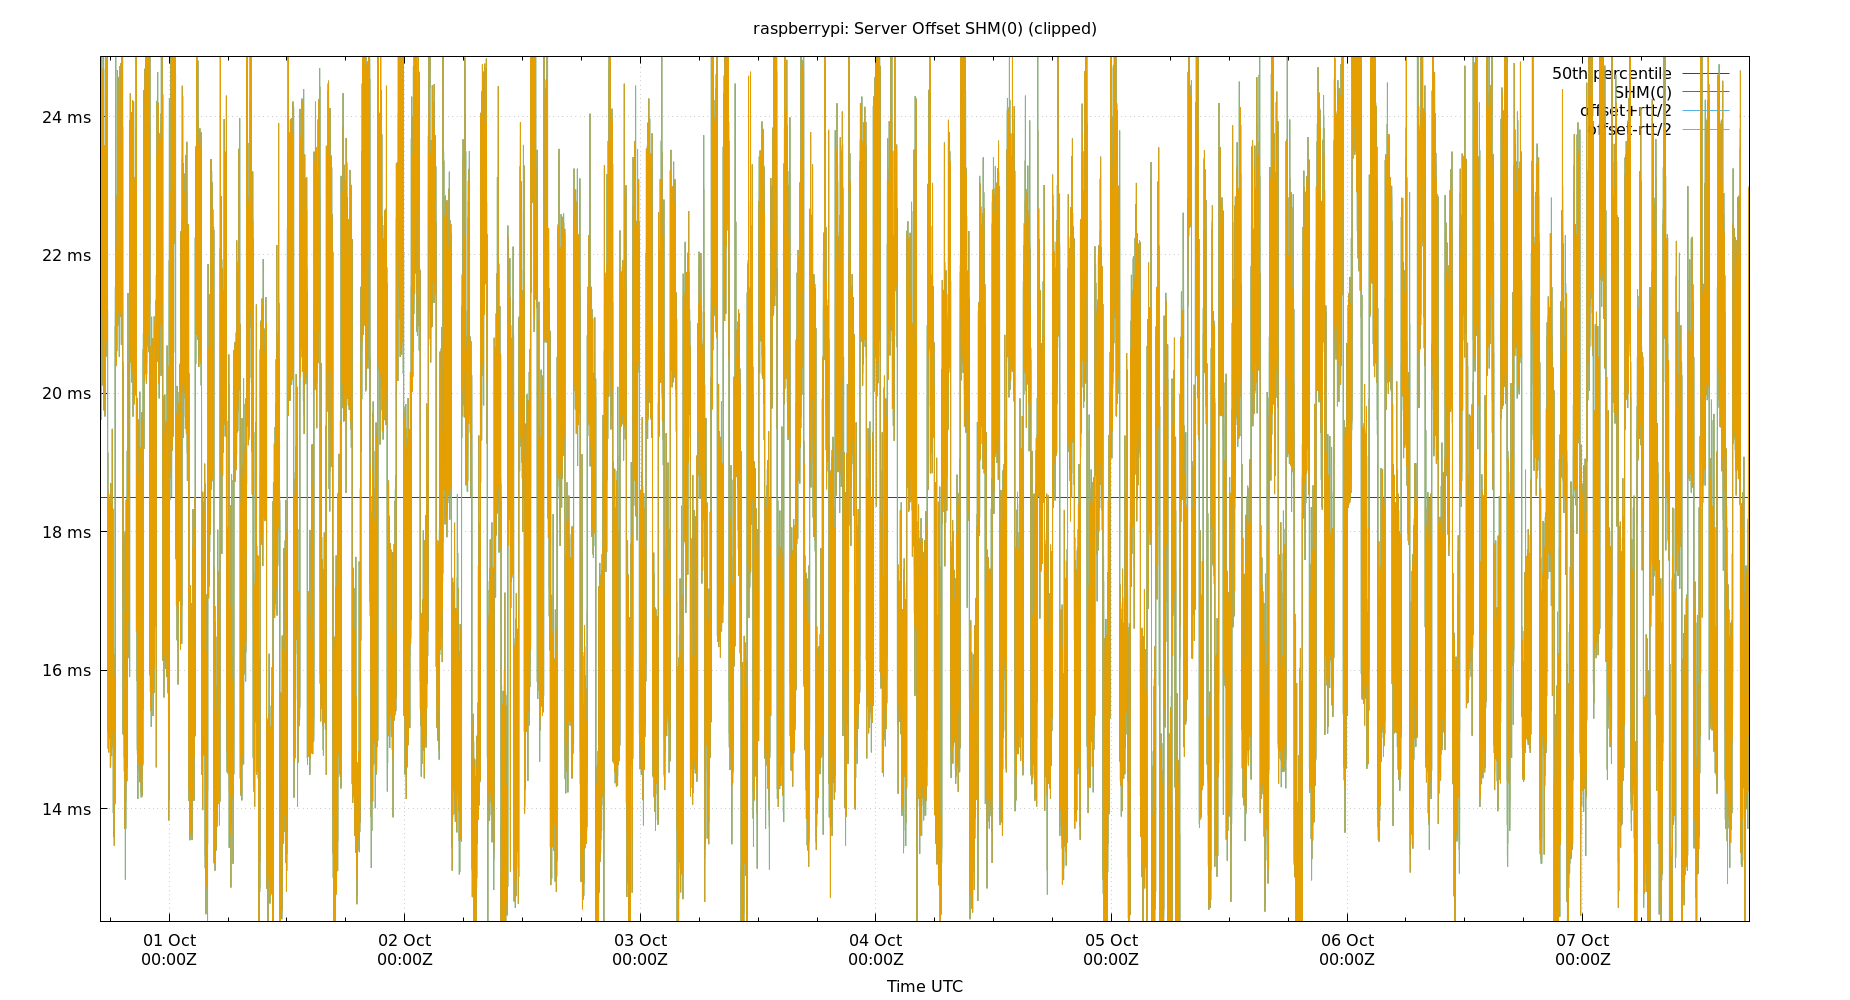 raspberrypi: Server Offset SHM(0) (clipped)
50th percentile
SHM(0)
offset+rtt/2
offset-rtt/2
24 ms
22 ms
20 ms
18 ms
16 ms
14 ms
01 Oct 02 Oct 03 Oct 04 Oct 05 Oct 06 Oct 07 Oct
00:00Z 00:00Z 00:00Z 00:00Z 00:00Z 00:00Z 00:00Z
Time UTC